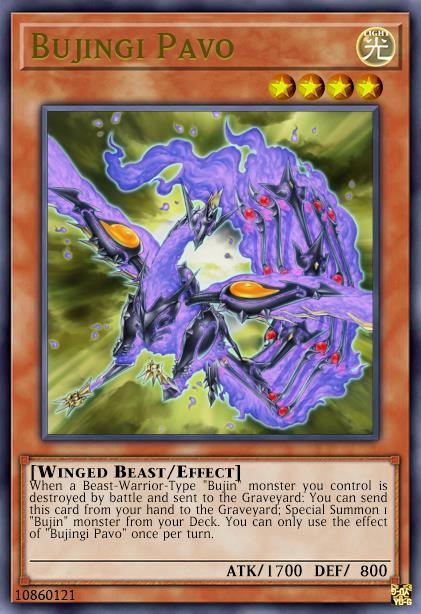 Bujingi Pavo
LIGHT
光
[Winged Beast/Effect]
When a Beast-Warrior-Type "Bujin" monster you control is
destroyed by battle and sent to the Graveyard: You can send
this card from your hand to the Graveyard; Special Summon 1
"Bujin" monster from your Deck. You can only use the effect
of "Bujingi Pavo" once per turn.
ATK/1700 DEF/ 800
10860121